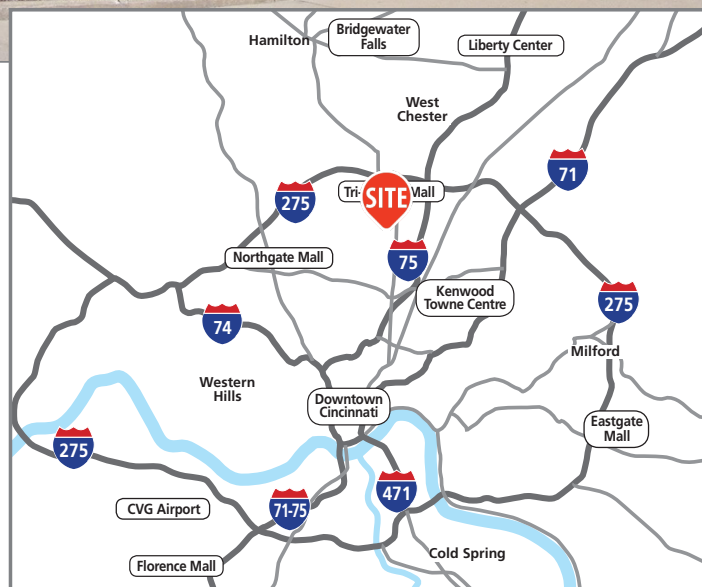 Hamilton
Bridgewater
Falls
Liberty Center
West
Chester
71
Tri-
SITE
Mall
275
Northgate Mall
75
Kenwood
Towne Centre
275
74
Milford
Western
Hills
Downtown
Cincinnati
Eastgate
Mall
275
CVG Airport
71-75
471
Cold Spring
Florence Mall